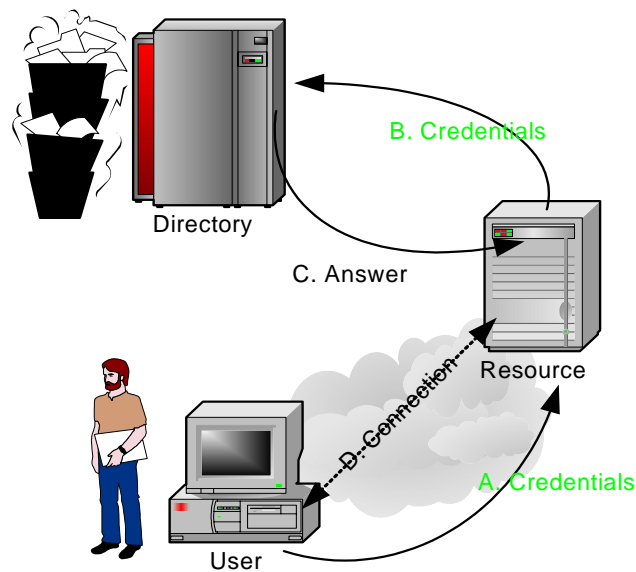 B. Credentials
Directory
C. Answer
Resource
D. Connection
A. Credentials
User